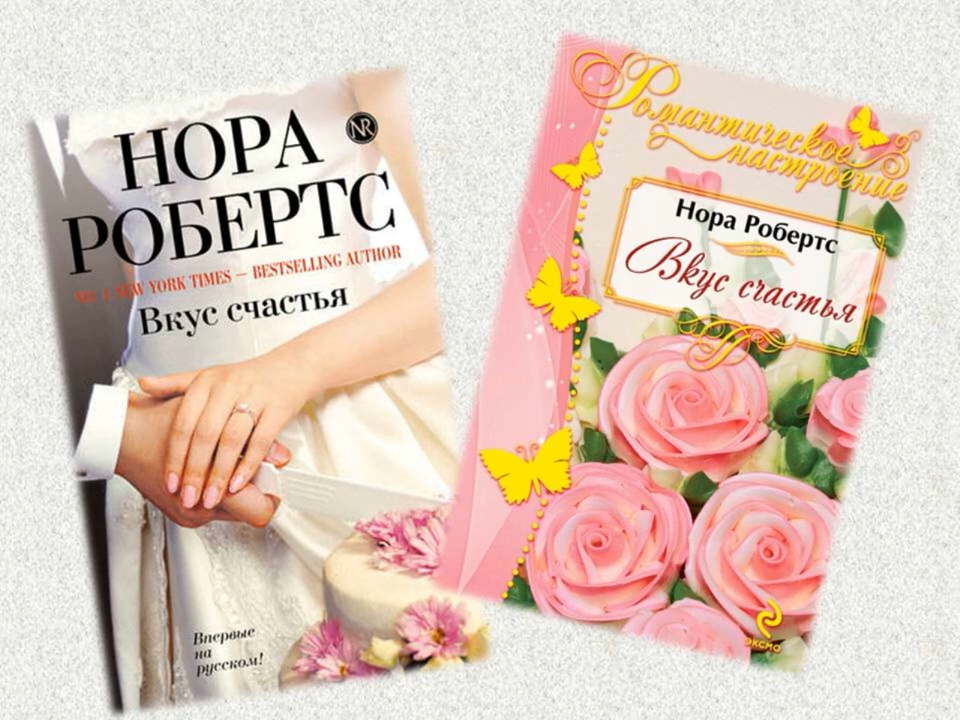 НОРА
NR
РОБЕРТС
NO. 1 NEW YORK TIMES — BESTSELLING AUTHOR
Вкус счастья
Впервые
на
русском!
Романтическое
настроение
Нора Робертс
Вкус счастья
эксмо